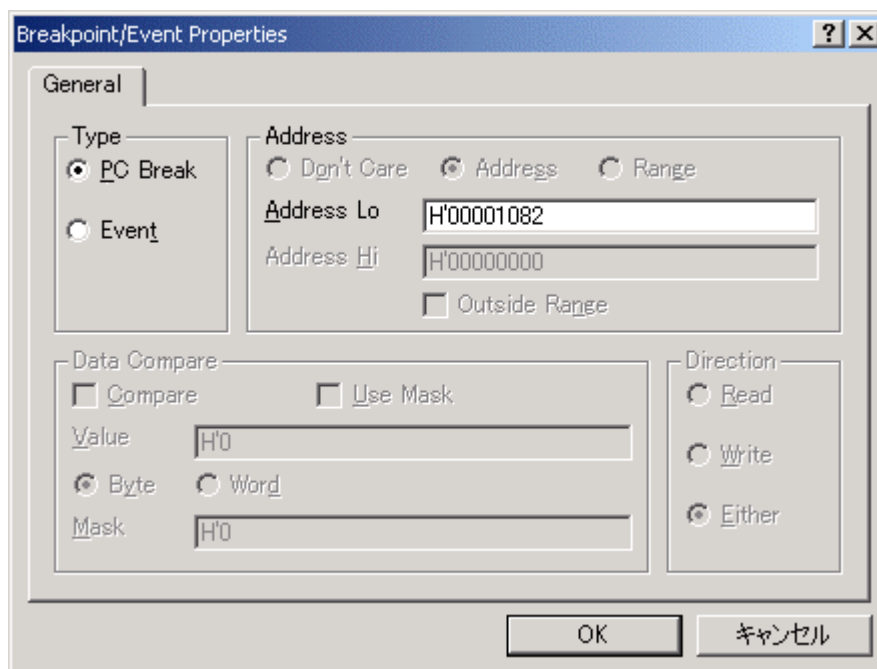 Breakpoint/Event Properties
General
Type
PC Break
Event
Address
Don't Care Address Range
Address Lo H'00001082
Address Hi H'00000000
Outside Range
Data Compare
Compare Use Mask
Value H'0
Byte Word
Mask H'0
Direction
Read
Write
Either
OK キャンセル